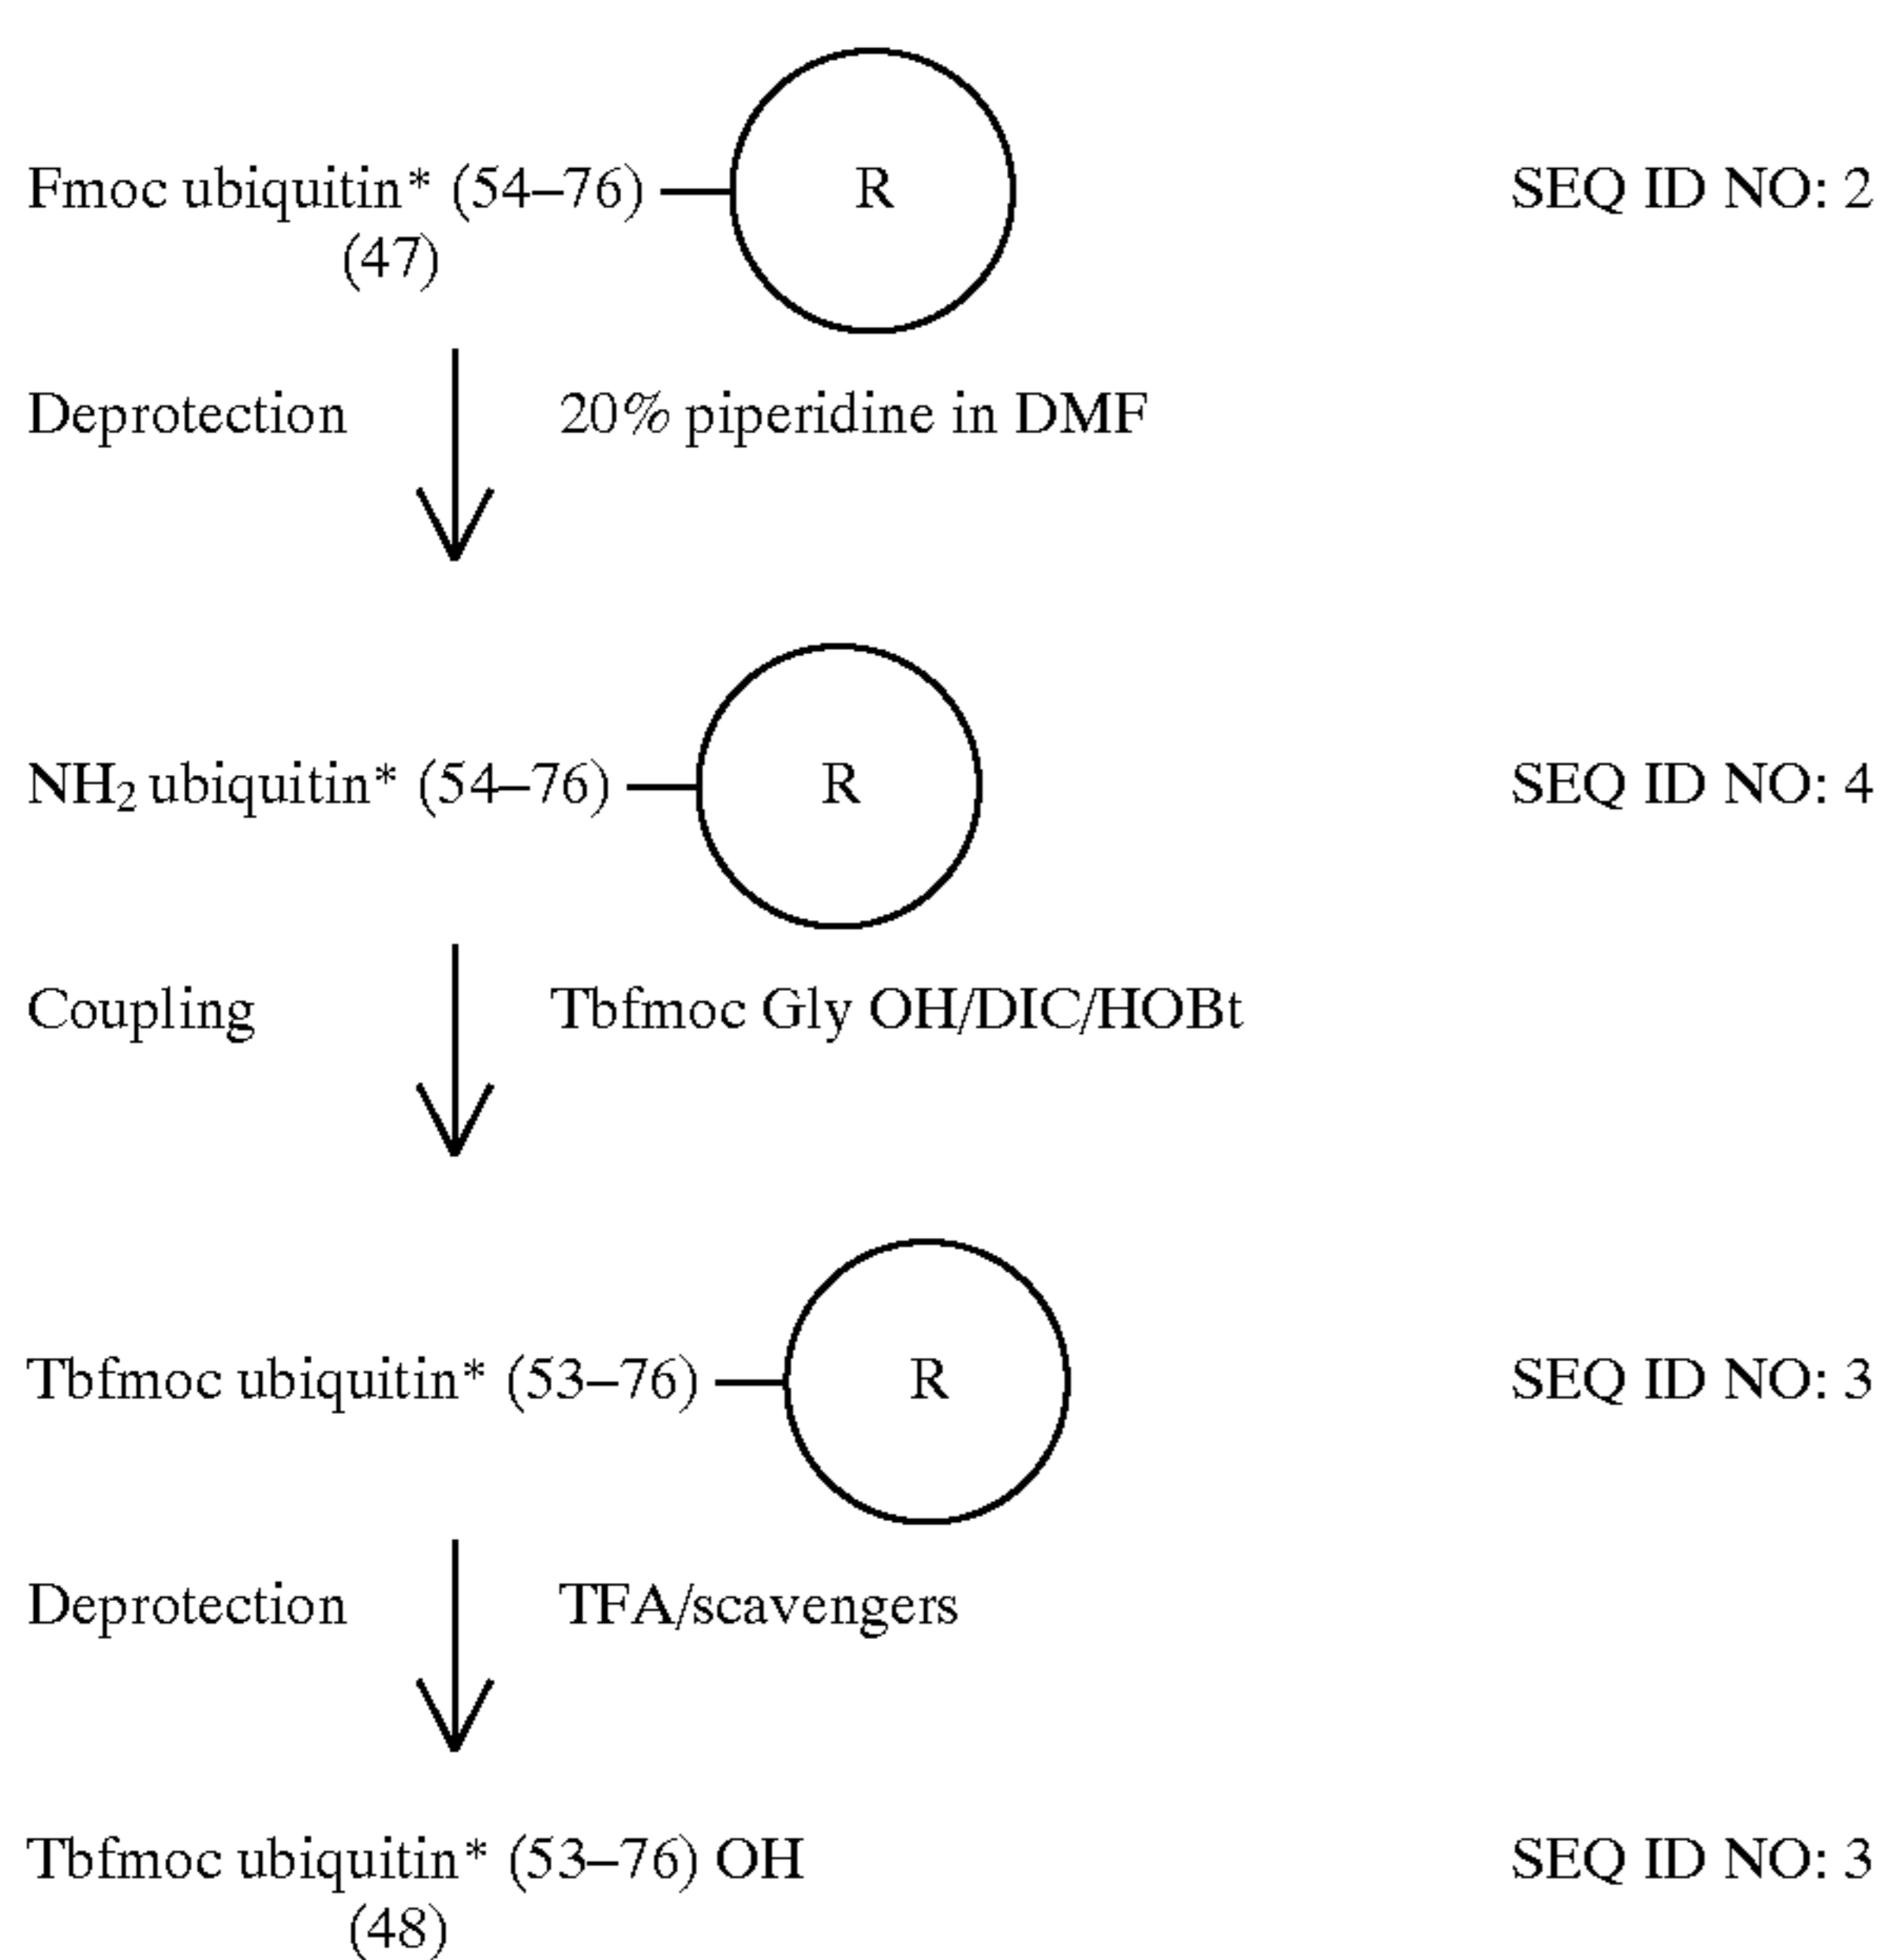 Fmoc ubiquitin* (54–76) R SEQ ID NO: 2
(47)
Deprotection 20% piperidine in DMF
NH₂ ubiquitin* (54–76) R SEQ ID NO: 4
Coupling Tbfmoc Gly OH/DIC/HOBt
Tbfmoc ubiquitin* (53–76) R SEQ ID NO: 3
Deprotection TFA/scavengers
Tbfmoc ubiquitin* (53–76) OH SEQ ID NO: 3
(48)